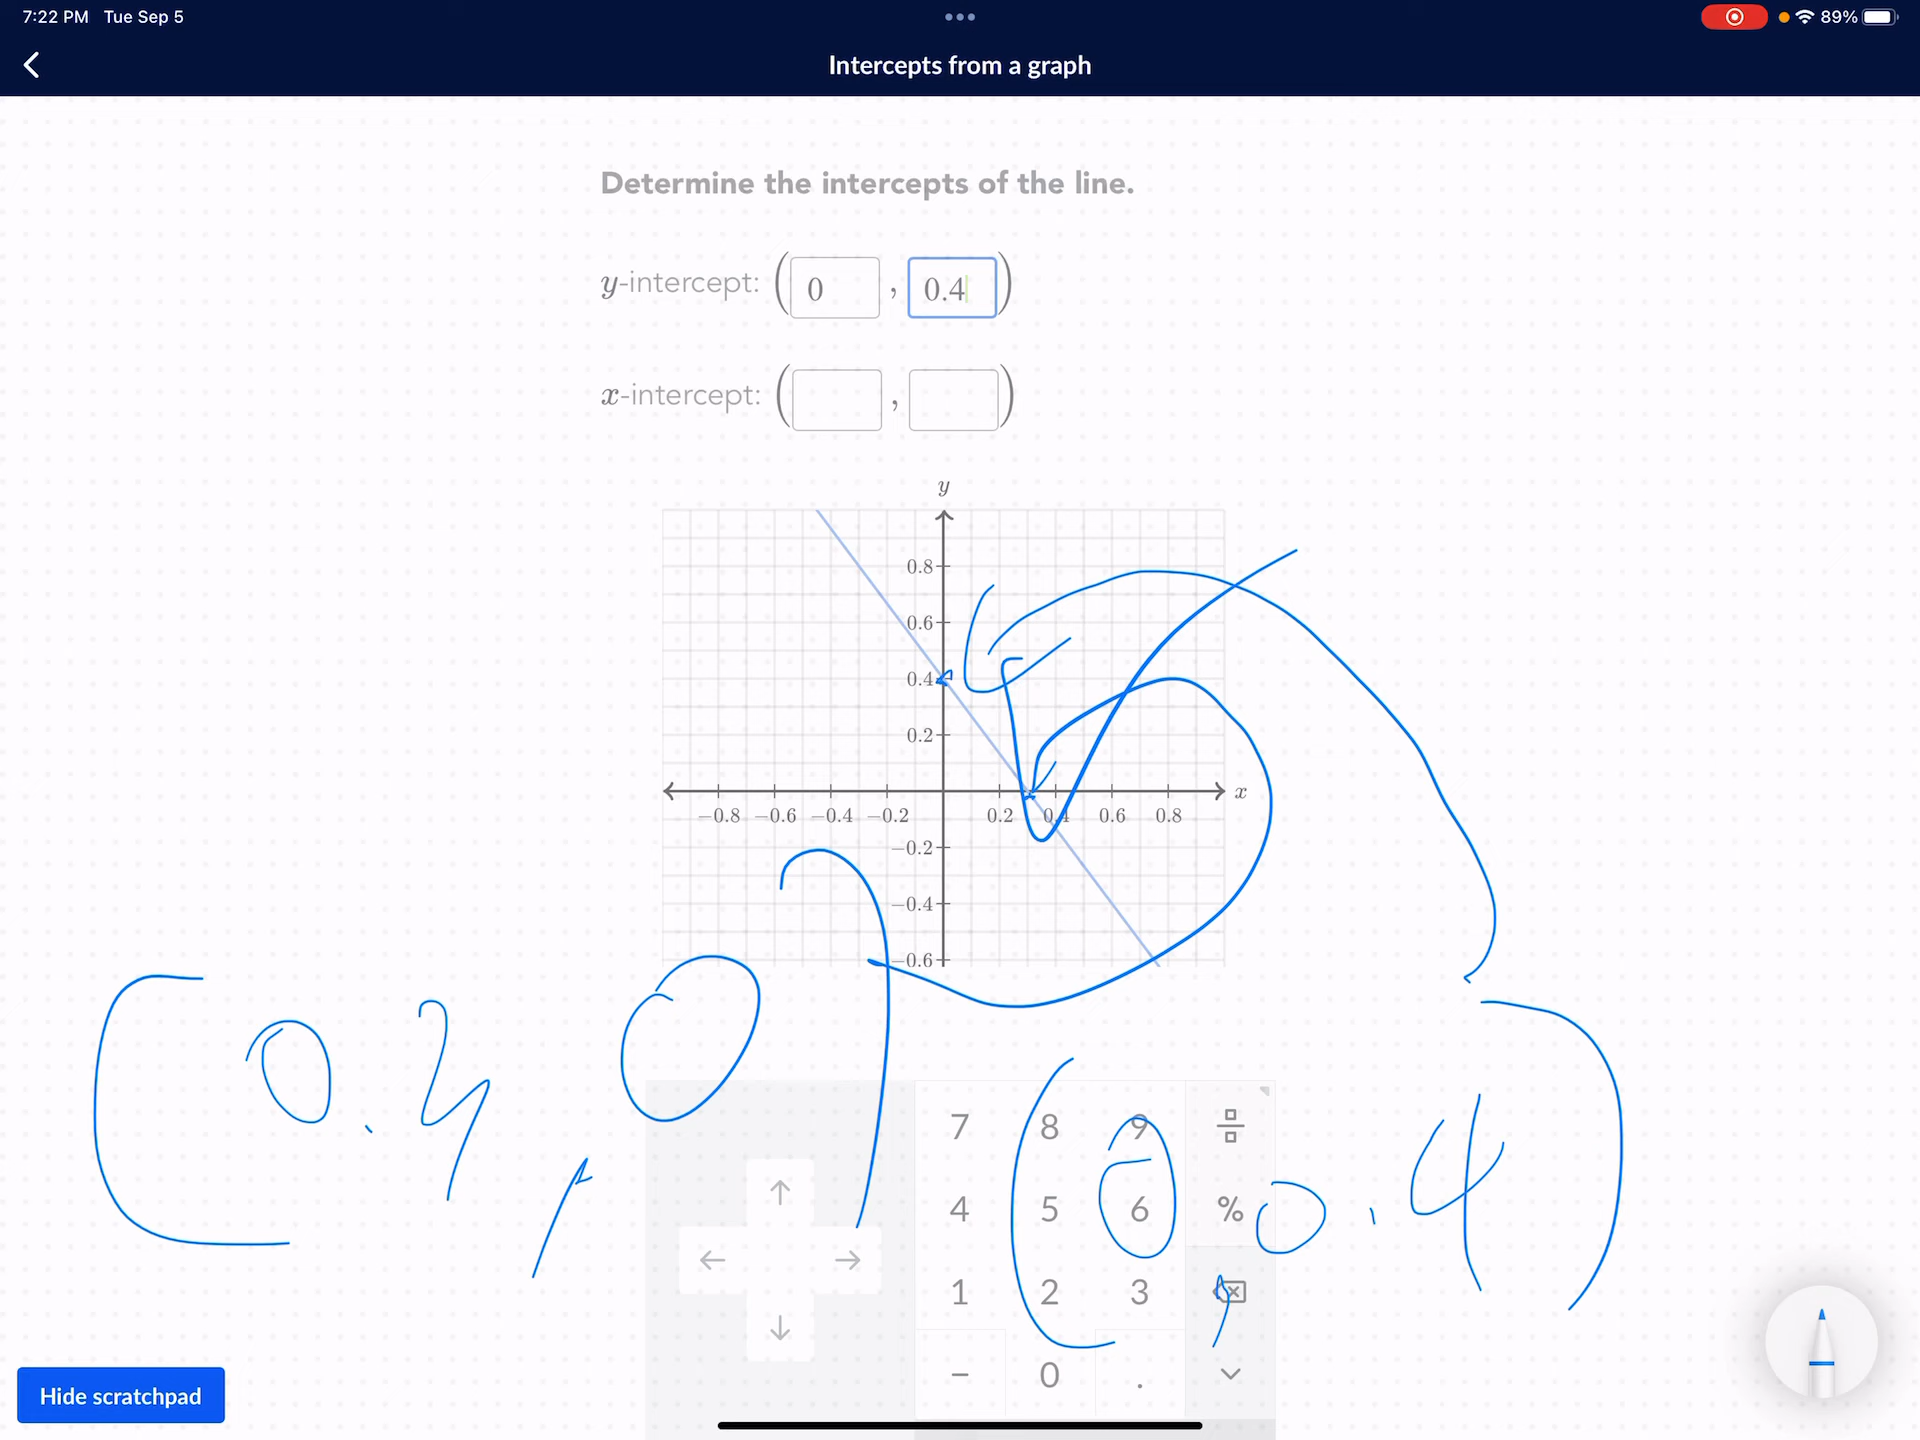 7:22 PM Tue Sep 5
89%
Intercepts from a graph
Determine the intercepts of the line.
y-intercept: (0, 0.4)
x-intercept: ( , )
y
0.8
0.6
0.4
0.2
x
−0.8 −0.6 −0.4 −0.2 0.2 0.4 0.6 0.8
−0.2
−0.4
−0.6
(0.3, 0)
(0, 0.4)
7 8 9
4 5 6 %
1 2 3
− 0 .
Hide scratchpad